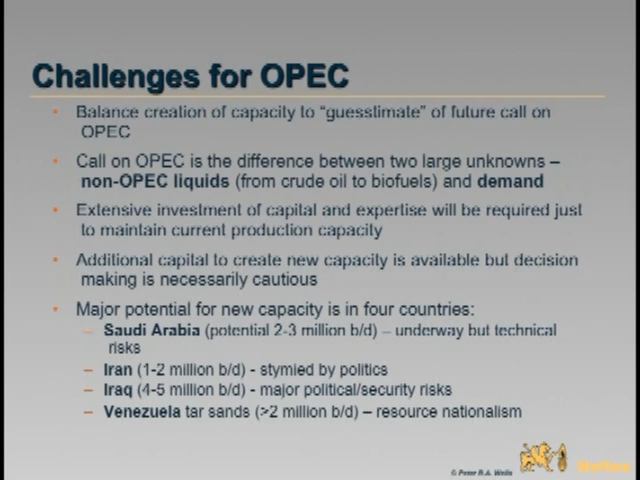 Challenges for OPEC
• Balance creation of capacity to “guesstimate” of future call on
OPEC
• Call on OPEC is the difference between two large unknowns –
non-OPEC liquids (from crude oil to biofuels) and demand
• Extensive investment of capital and expertise will be required just
to maintain current production capacity
• Additional capital to create new capacity is available but decision
making is necessarily cautious
• Major potential for new capacity is in four countries:
– Saudi Arabia (potential 2-3 million b/d) – underway but technical
risks
– Iran (1-2 million b/d) - stymied by politics
– Iraq (4-5 million b/d) - major political/security risks
– Venezuela tar sands (>2 million b/d) – resource nationalism
© Peter R.A. Wells